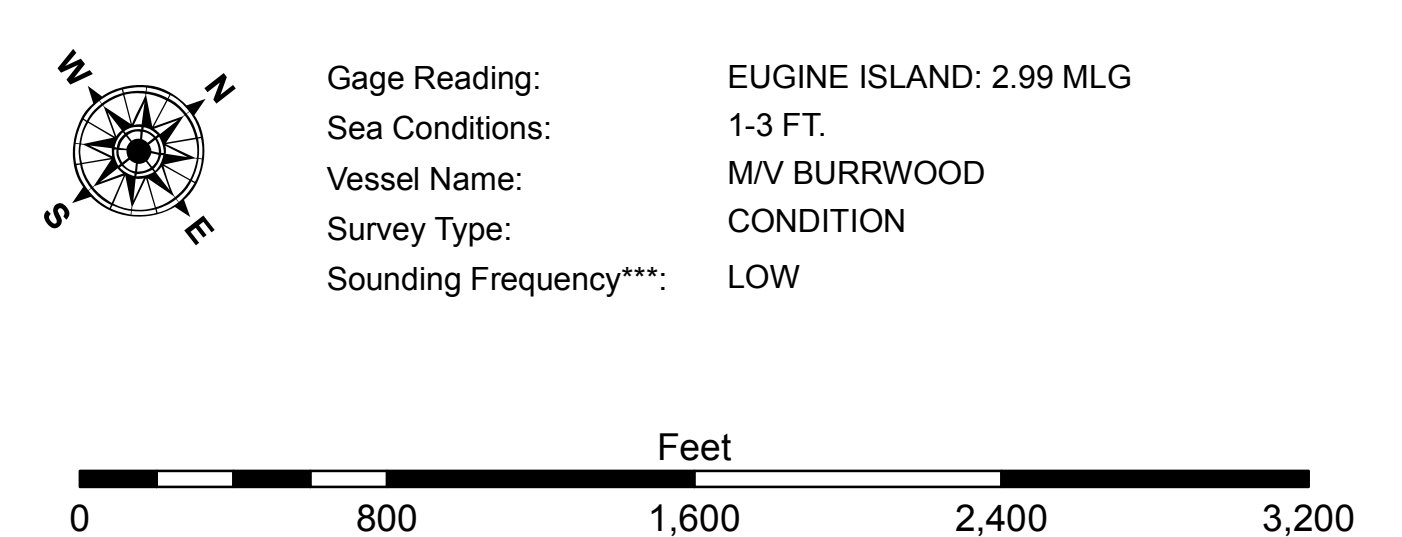 W
N
S
E
Gage Reading: EUGINE ISLAND: 2.99 MLG
Sea Conditions: 1-3 FT.
Vessel Name: M/V BURRWOOD
Survey Type: CONDITION
Sounding Frequency***: LOW
Feet
0 800 1,600 2,400 3,200